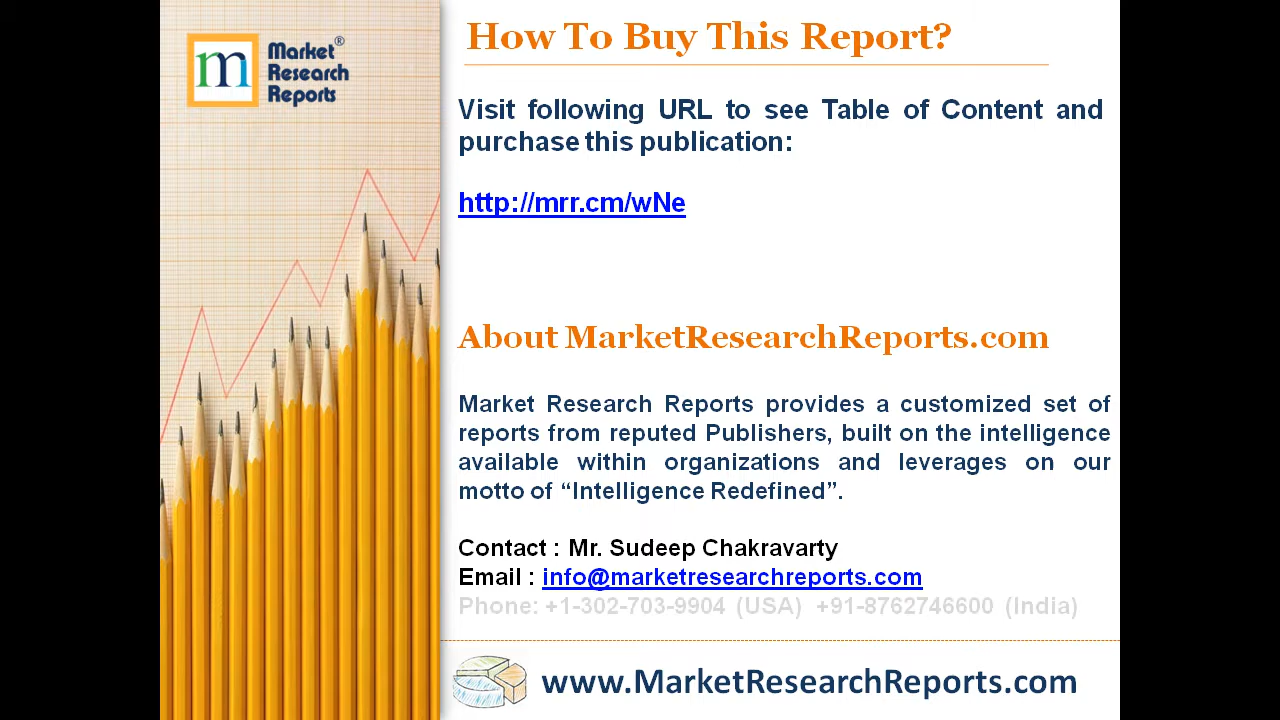 Market®
Research
Reports
How To Buy This Report?
Visit following URL to see Table of Content and
purchase this publication:
http://mrr.cm/wNe
About MarketResearchReports.com
Market Research Reports provides a customized set of
reports from reputed Publishers, built on the intelligence
available within organizations and leverages on our
motto of “Intelligence Redefined”.
Contact : Mr. Sudeep Chakravarty
Email : info@marketresearchreports.com
Phone: +1-302-703-9904 (USA) +91-8762746600 (India)
www.MarketResearchReports.com